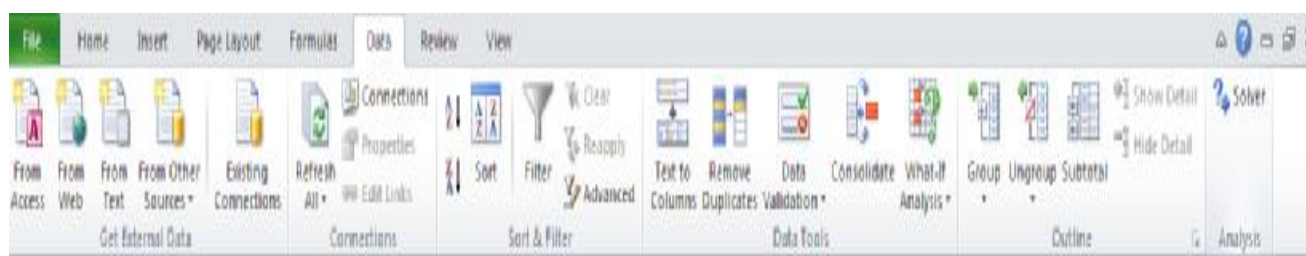 File Home Insert Page Layout Formulas Data Review View
Connections Clear Show Detail Solver
Properties Reapply Hide Detail
Edit Links Advanced
From Access From Web From Text From Other Sources Existing Connections Refresh All Sort Filter Text to Columns Remove Duplicates Data Validation Consolidate What-If Analysis Group Ungroup Subtotal
Get External Data Connections Sort & Filter Data Tools Outline Analysis